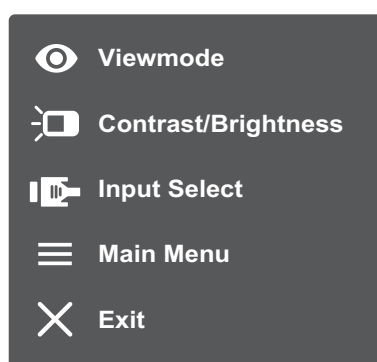 Viewmode
Contrast/Brightness
Input Select
Main Menu
Exit